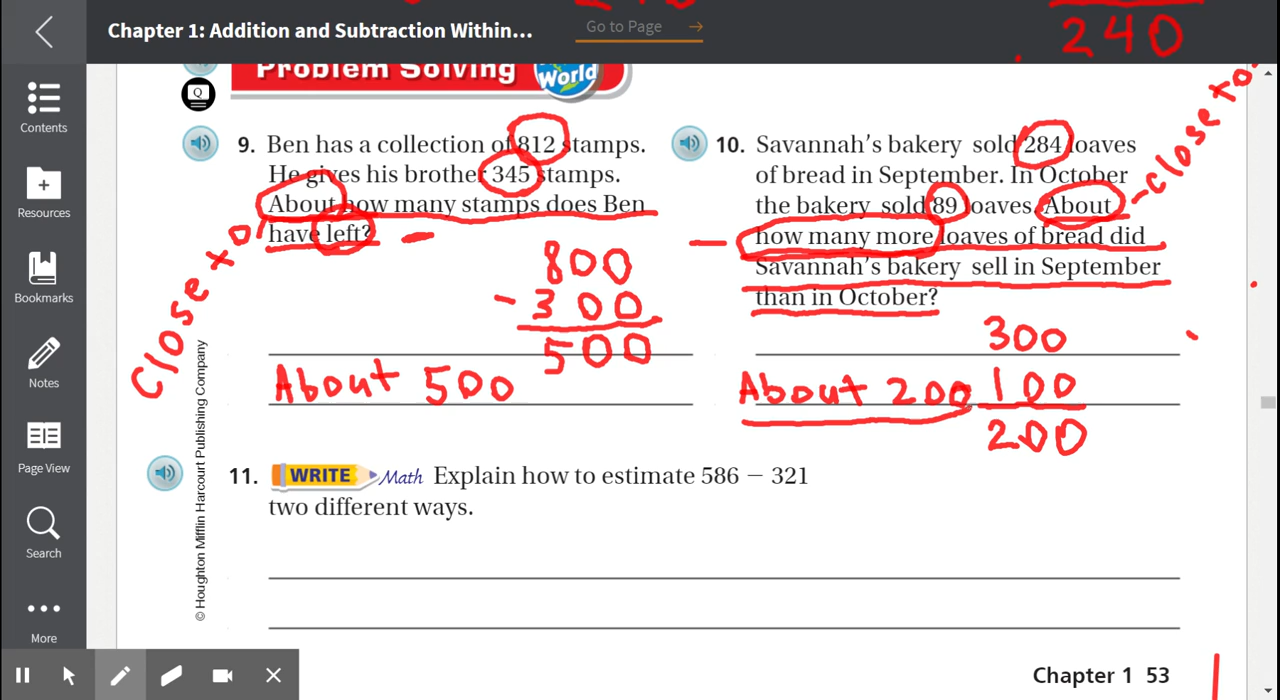 Chapter 1: Addition and Subtraction Within...
Go to Page →
240
Contents
Resources
Bookmarks
Notes
Page View
Search
More
Problem Solving
World
Q
9. Ben has a collection of 812 stamps.
He gives his brother 345 stamps.
About how many stamps does Ben
have left? -
close to
800
- 300
500
About 500
10. Savannah's bakery sold 284 loaves
of bread in September. In October
the bakery sold 89 loaves. About
- how many more loaves of bread did
Savannah's bakery sell in September
than in October?
-close to
300
100
200
About 200
11. WRITE Math Explain how to estimate 586 − 321
two different ways.
© Houghton Mifflin Harcourt Publishing Company
Chapter 1 53